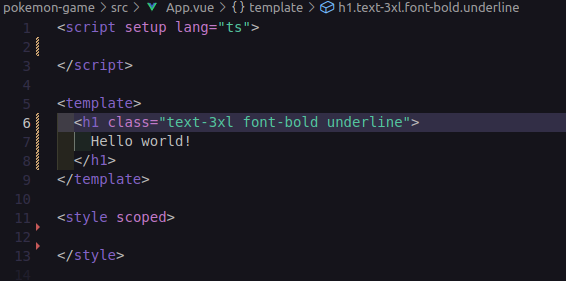 pokemon-game > src > App.vue > {} template > h1.text-3xl.font-bold.underline
1 <script setup lang="ts">
2
3 </script>
4
5 <template>
6 <h1 class="text-3xl font-bold underline">
7 Hello world!
8 </h1>
9 </template>
10
11 <style scoped>
12
13 </style>
14